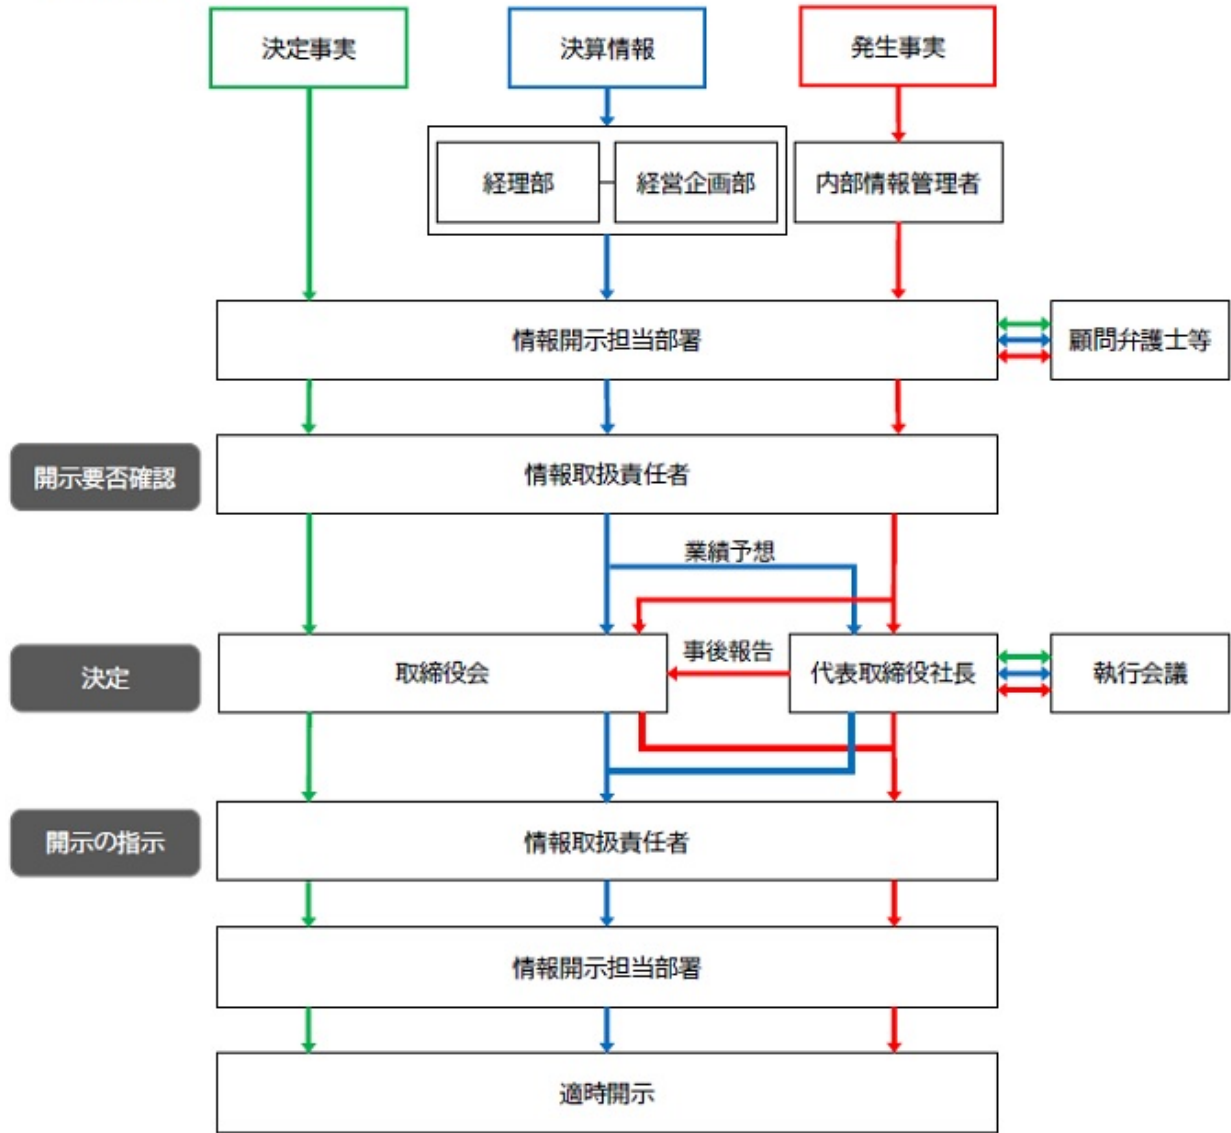 決定事実
決算情報
発生事実
経理部
経営企画部
内部情報管理者
情報開示担当部署
顧問弁護士等
開示要否確認
情報取扱責任者
業績予想
決定
取締役会
事後報告
代表取締役社長
執行会議
開示の指示
情報取扱責任者
情報開示担当部署
適時開示